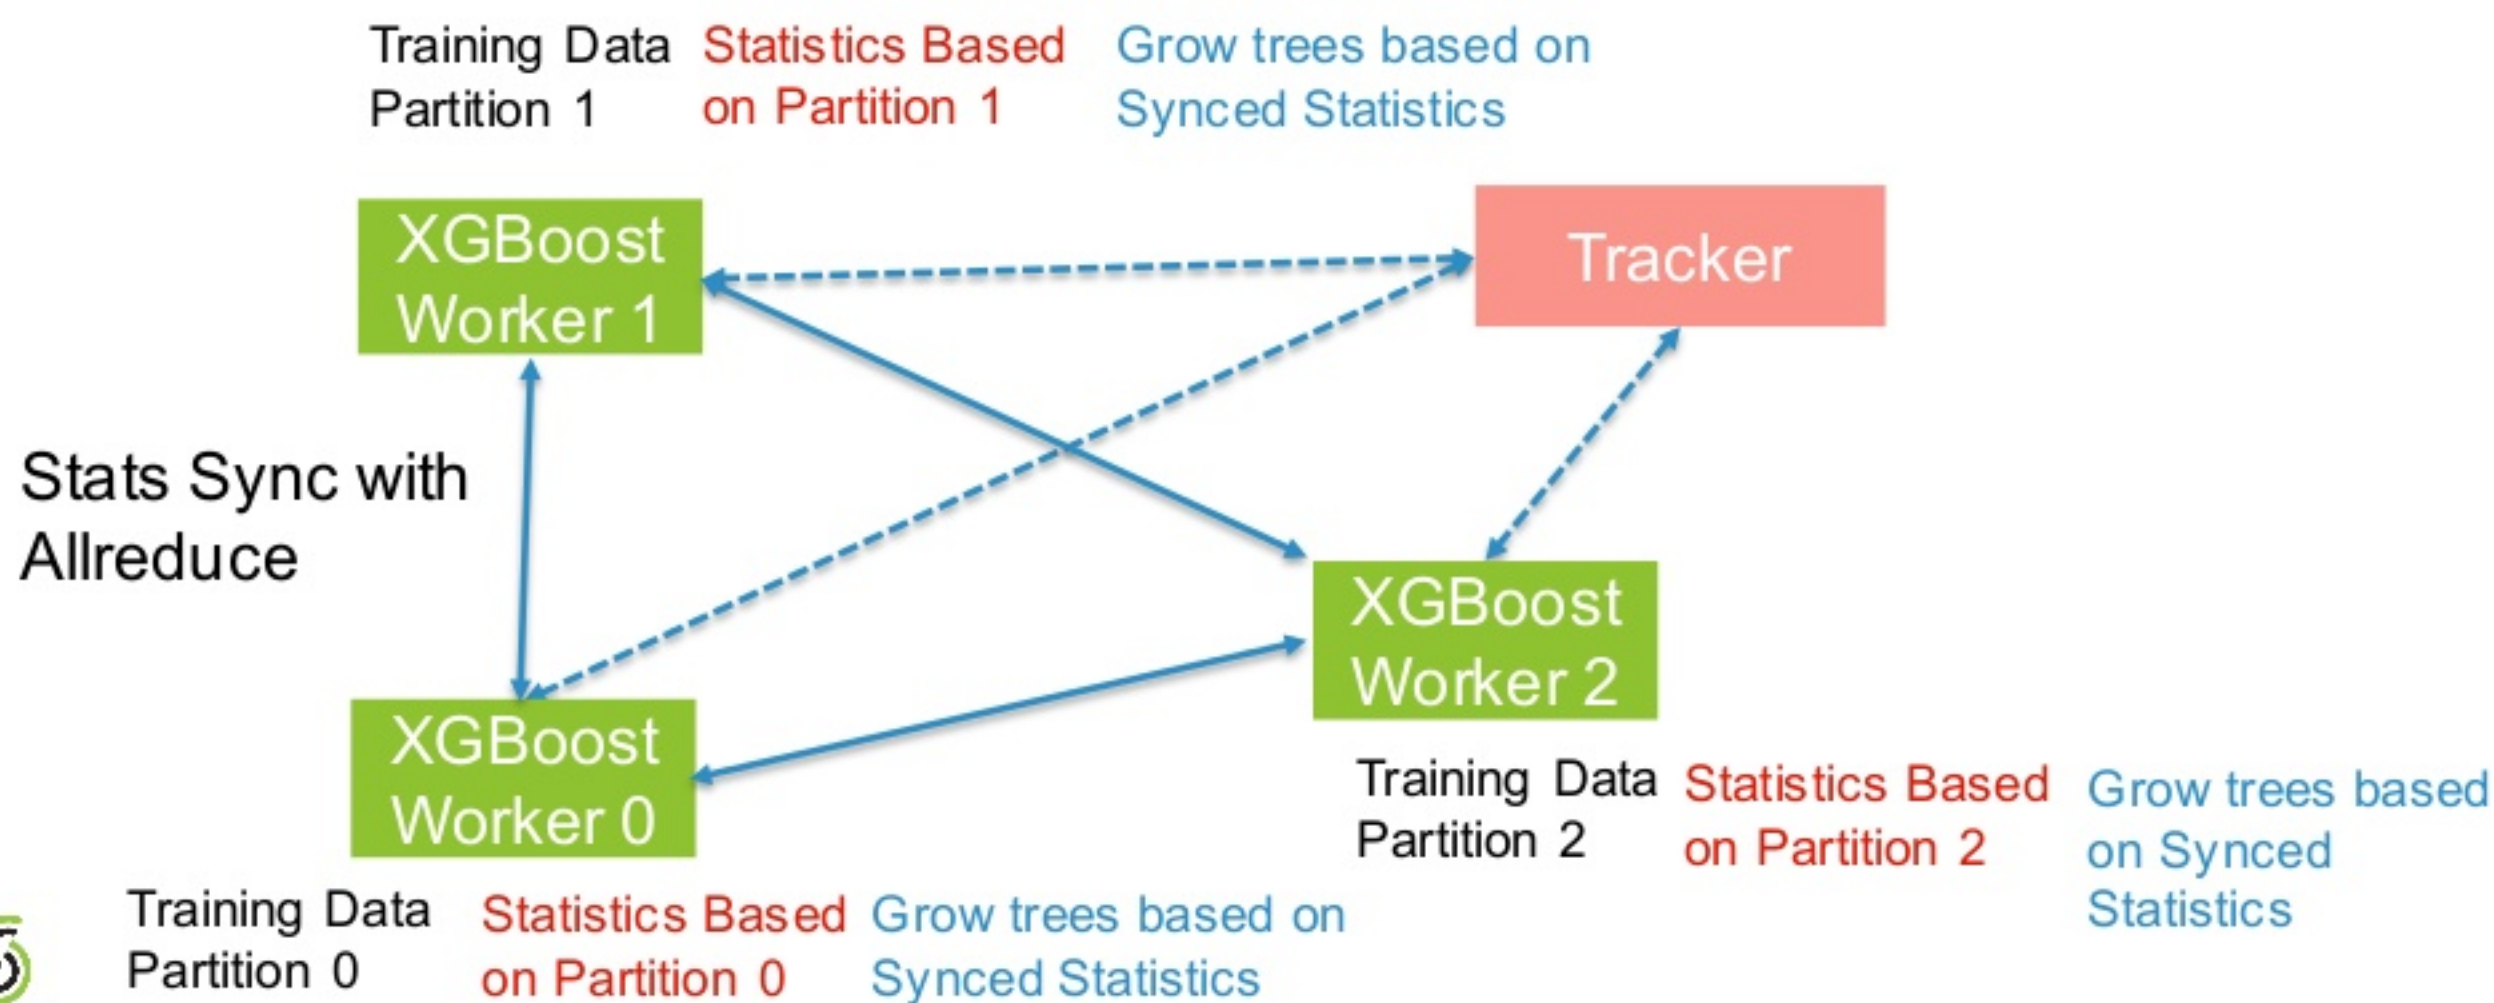 Training Data
Partition 1
Statistics Based
on Partition 1
Grow trees based on
Synced Statistics
XGBoost
Worker 1
Tracker
Stats Sync with
Allreduce
XGBoost
Worker 2
XGBoost
Worker 0
Training Data
Partition 2
Statistics Based
on Partition 2
Grow trees based
on Synced
Statistics
Training Data
Partition 0
Statistics Based
on Partition 0
Grow trees based on
Synced Statistics